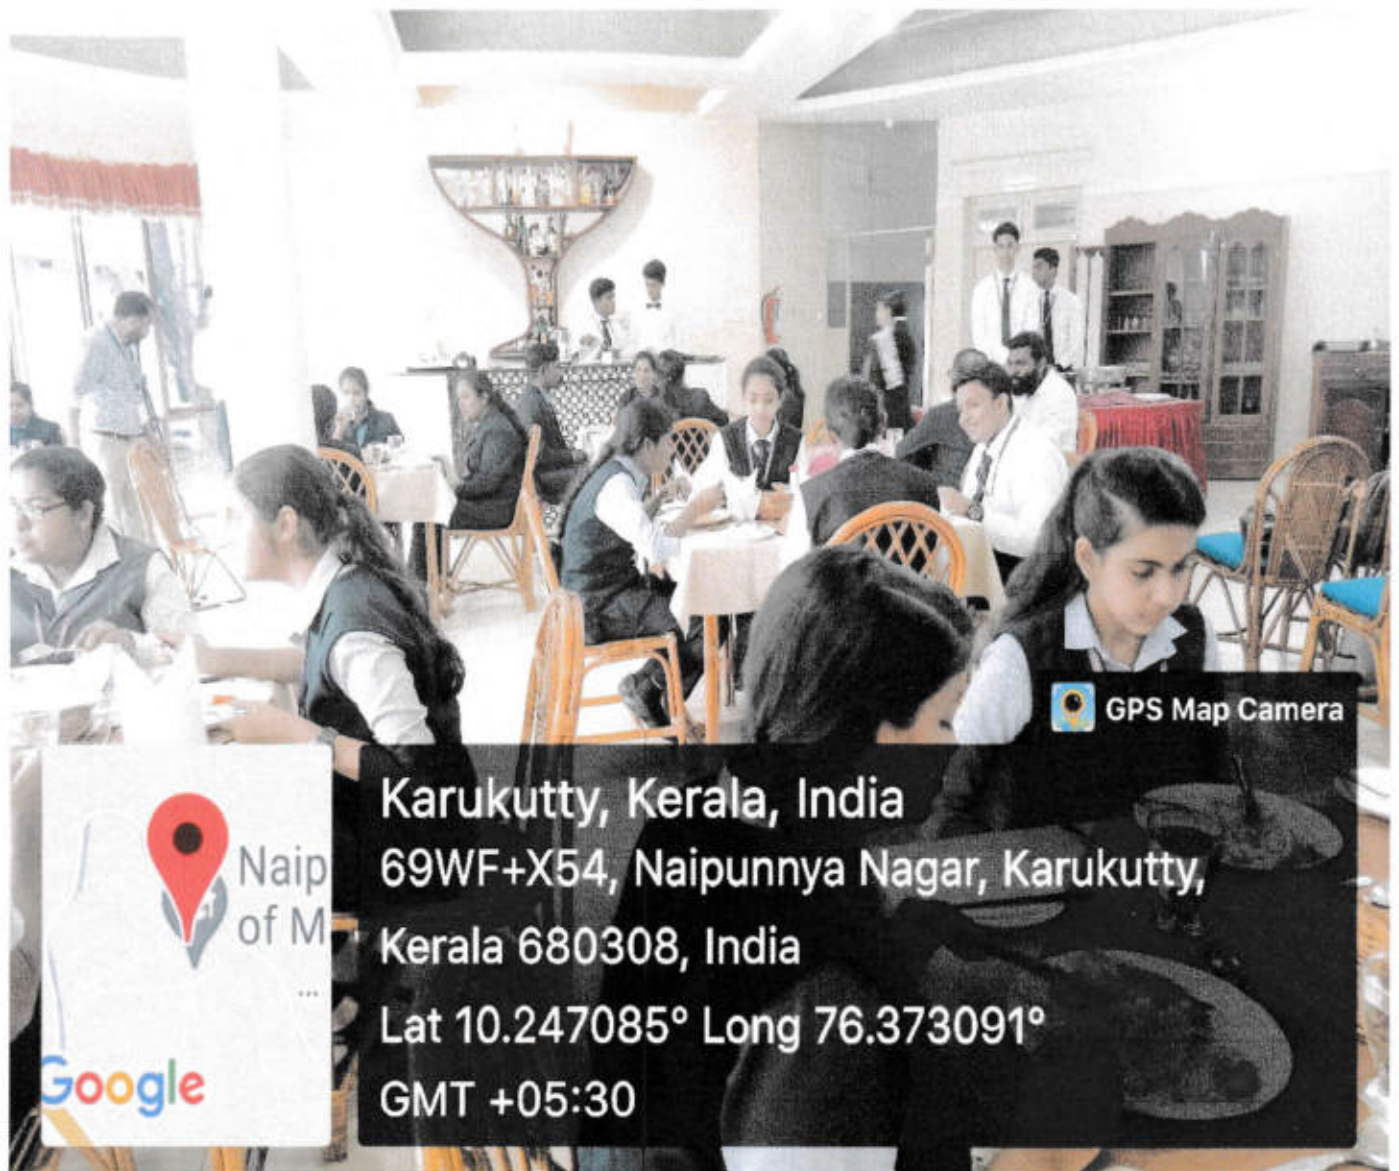 GPS Map Camera
Karukutty, Kerala, India
69WF+X54, Naipunnya Nagar, Karukutty,
Kerala 680308, India
Lat 10.247085° Long 76.373091°
GMT +05:30
Naip
of M
...
Google